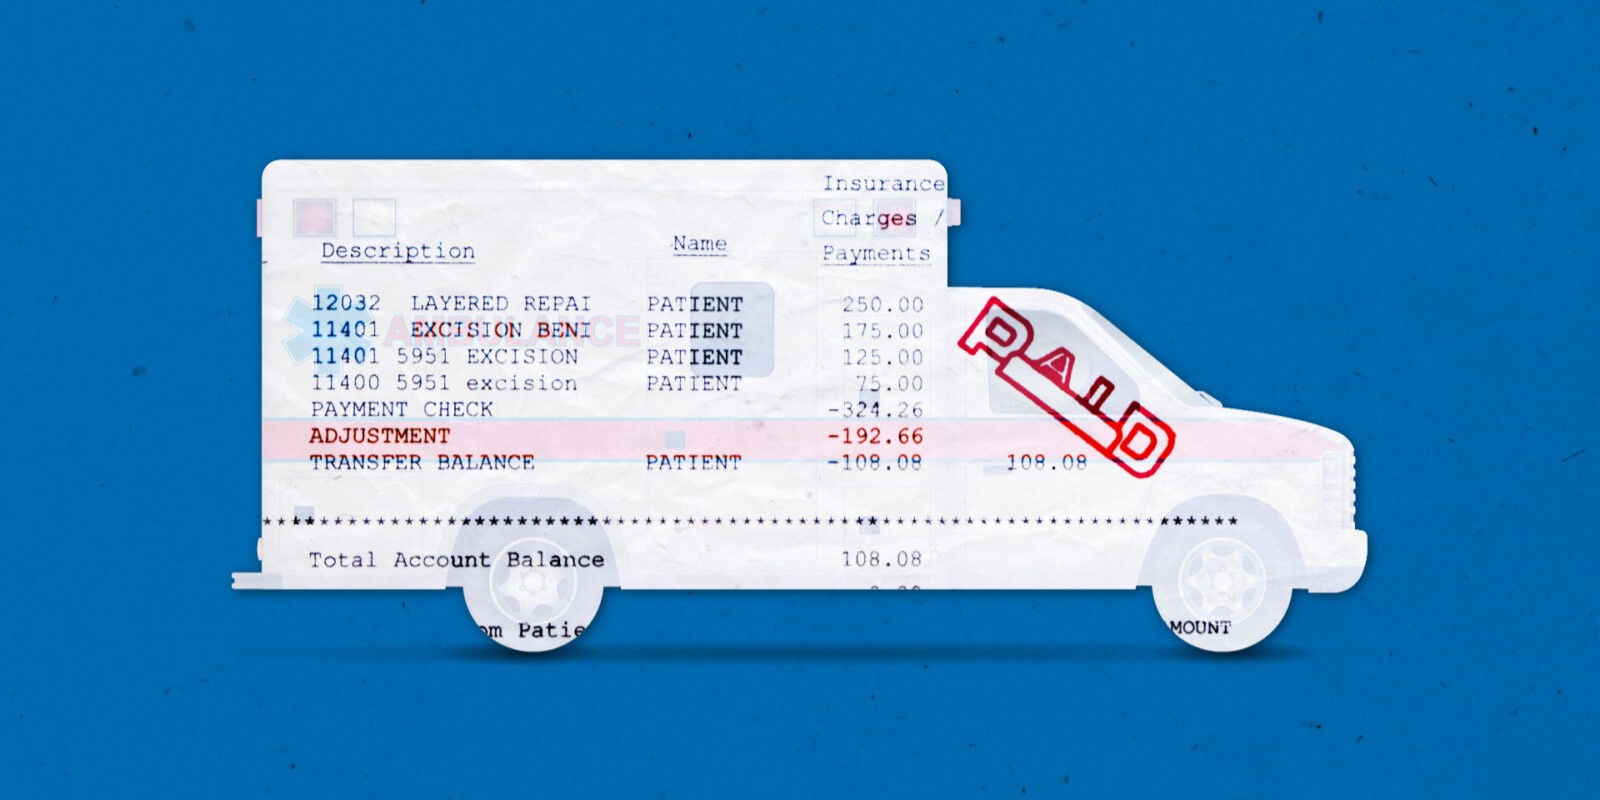 Insurance
Charges /
Description Name Payments
12032 LAYERED REPAI PATIENT 250.00
11401 EXCISION BENI PATIENT 175.00
11401 5951 EXCISION PATIENT 125.00
11400 5951 excision PATIENT 75.00
PAYMENT CHECK -324.26
ADJUSTMENT -192.66
TRANSFER BALANCE PATIENT -108.08 108.08
Total Account Balance 108.08
om Patie MOUNT
AMBULANCE
PAID